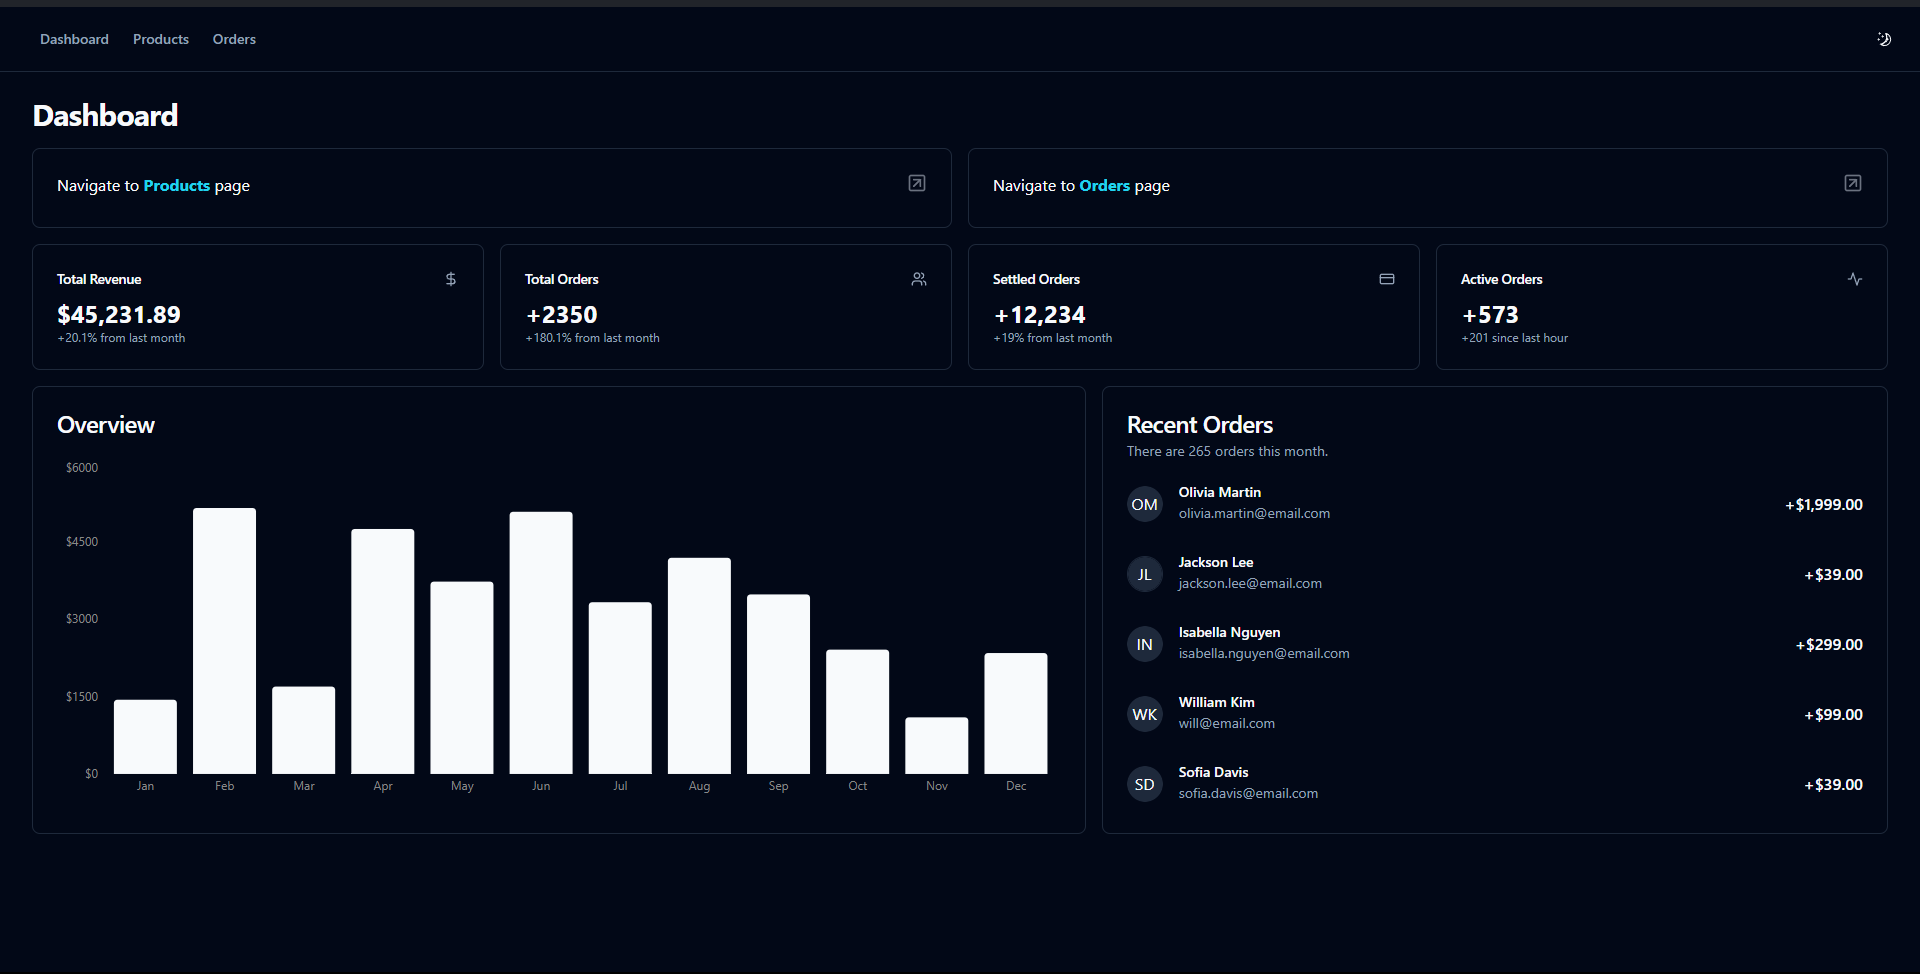 Dashboard Products Orders
Dashboard
Navigate to Products page
Navigate to Orders page
Total Revenue
$45,231.89
+20.1% from last month
Total Orders
+2350
+180.1% from last month
Settled Orders
+12,234
+19% from last month
Active Orders
+573
+201 since last hour
Overview
$6000
$4500
$3000
$1500
$0
Jan Feb Mar Apr May Jun Jul Aug Sep Oct Nov Dec
Recent Orders
There are 265 orders this month.
OM
Olivia Martin
olivia.martin@email.com
+$1,999.00
JL
Jackson Lee
jackson.lee@email.com
+$39.00
IN
Isabella Nguyen
isabella.nguyen@email.com
+$299.00
WK
William Kim
will@email.com
+$99.00
SD
Sofia Davis
sofia.davis@email.com
+$39.00